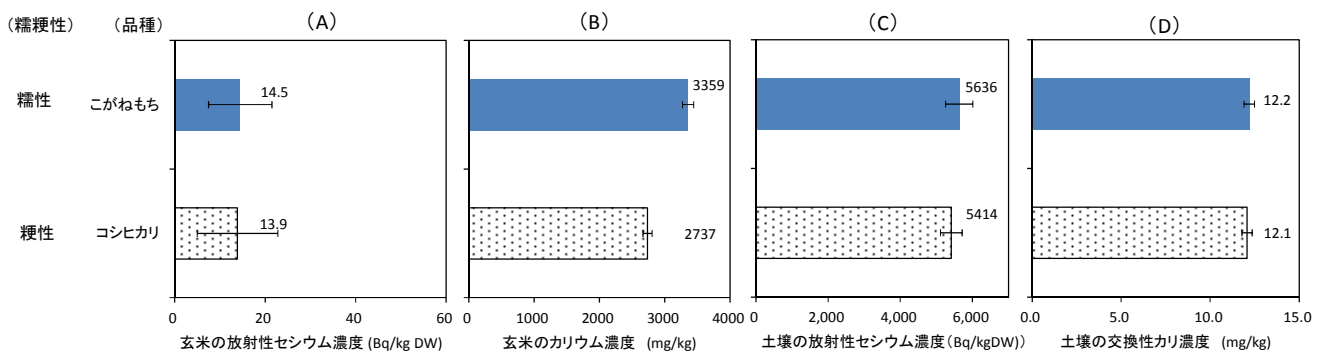 （糯粳性） （品種） （A） （B） （C） （D）
糯性 こがねもち 14.5 3359 5636 12.2
粳性 コシヒカリ 13.9 2737 5414 12.1
0 20 40 60 0 1000 2000 3000 4000 0 2,000 4,000 6,000 0.0 5.0 10.0 15.0
玄米の放射性セシウム濃度 (Bq/kg DW) 玄米のカリウム濃度 (mg/kg) 土壌の放射性セシウム濃度（Bq/kgDW） 土壌の交換性カリ濃度 (mg/kg)